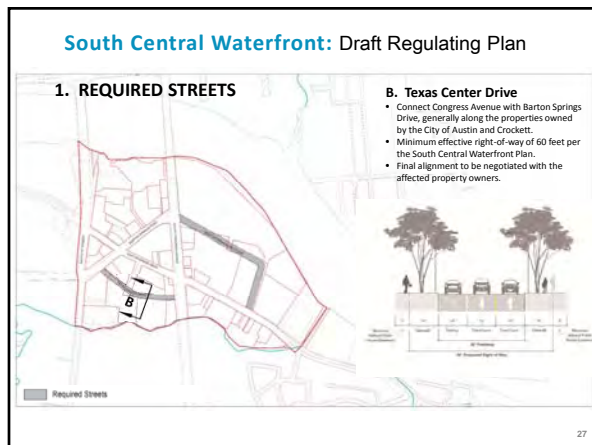 South Central Waterfront: Draft Regulating Plan
1. REQUIRED STREETS
B. Texas Center Drive
• Connect Congress Avenue with Barton Springs
Drive, generally along the properties owned
by the City of Austin and Crockett.
• Minimum effective right-of-way of 60 feet per
the South Central Waterfront Plan.
• Final alignment to be negotiated with the
affected property owners.
B
Required Streets
27